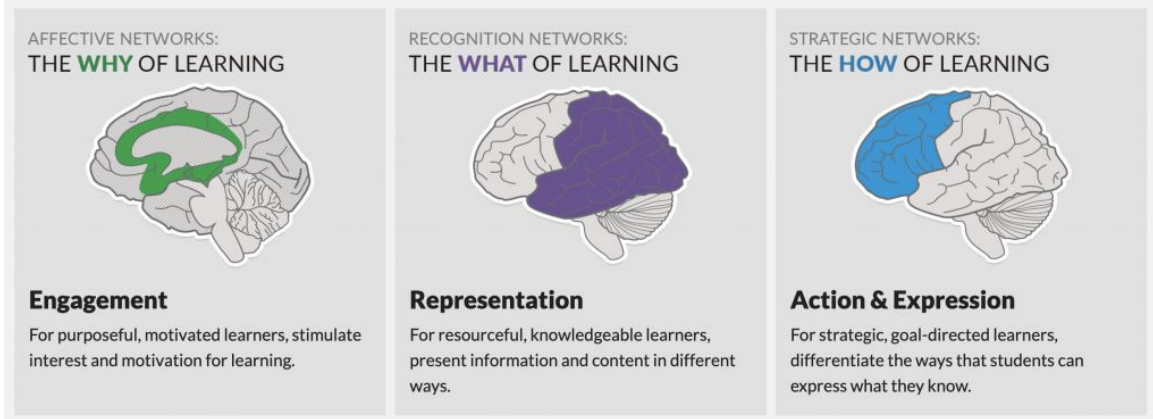 AFFECTIVE NETWORKS:
THE WHY OF LEARNING
Engagement
For purposeful, motivated learners, stimulate
interest and motivation for learning.
RECOGNITION NETWORKS:
THE WHAT OF LEARNING
Representation
For resourceful, knowledgeable learners,
present information and content in different
ways.
STRATEGIC NETWORKS:
THE HOW OF LEARNING
Action & Expression
For strategic, goal-directed learners,
differentiate the ways that students can
express what they know.